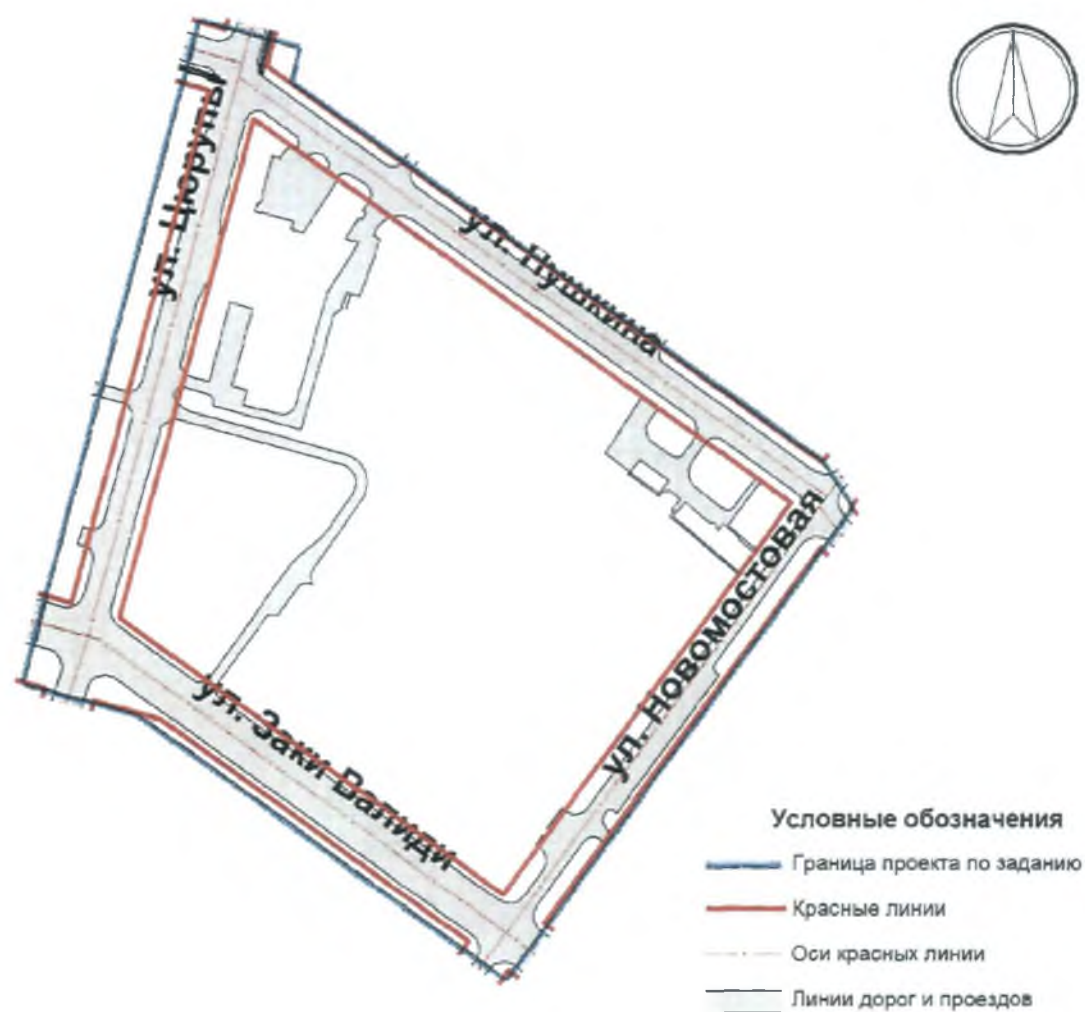 ул. Цюрупы
ул. Пушкина
ул. Новомостовая
ул. Заки Валиди
Условные обозначения
Граница проекта по заданию
Красные линии
Оси красных линии
Линии дорог и проездов